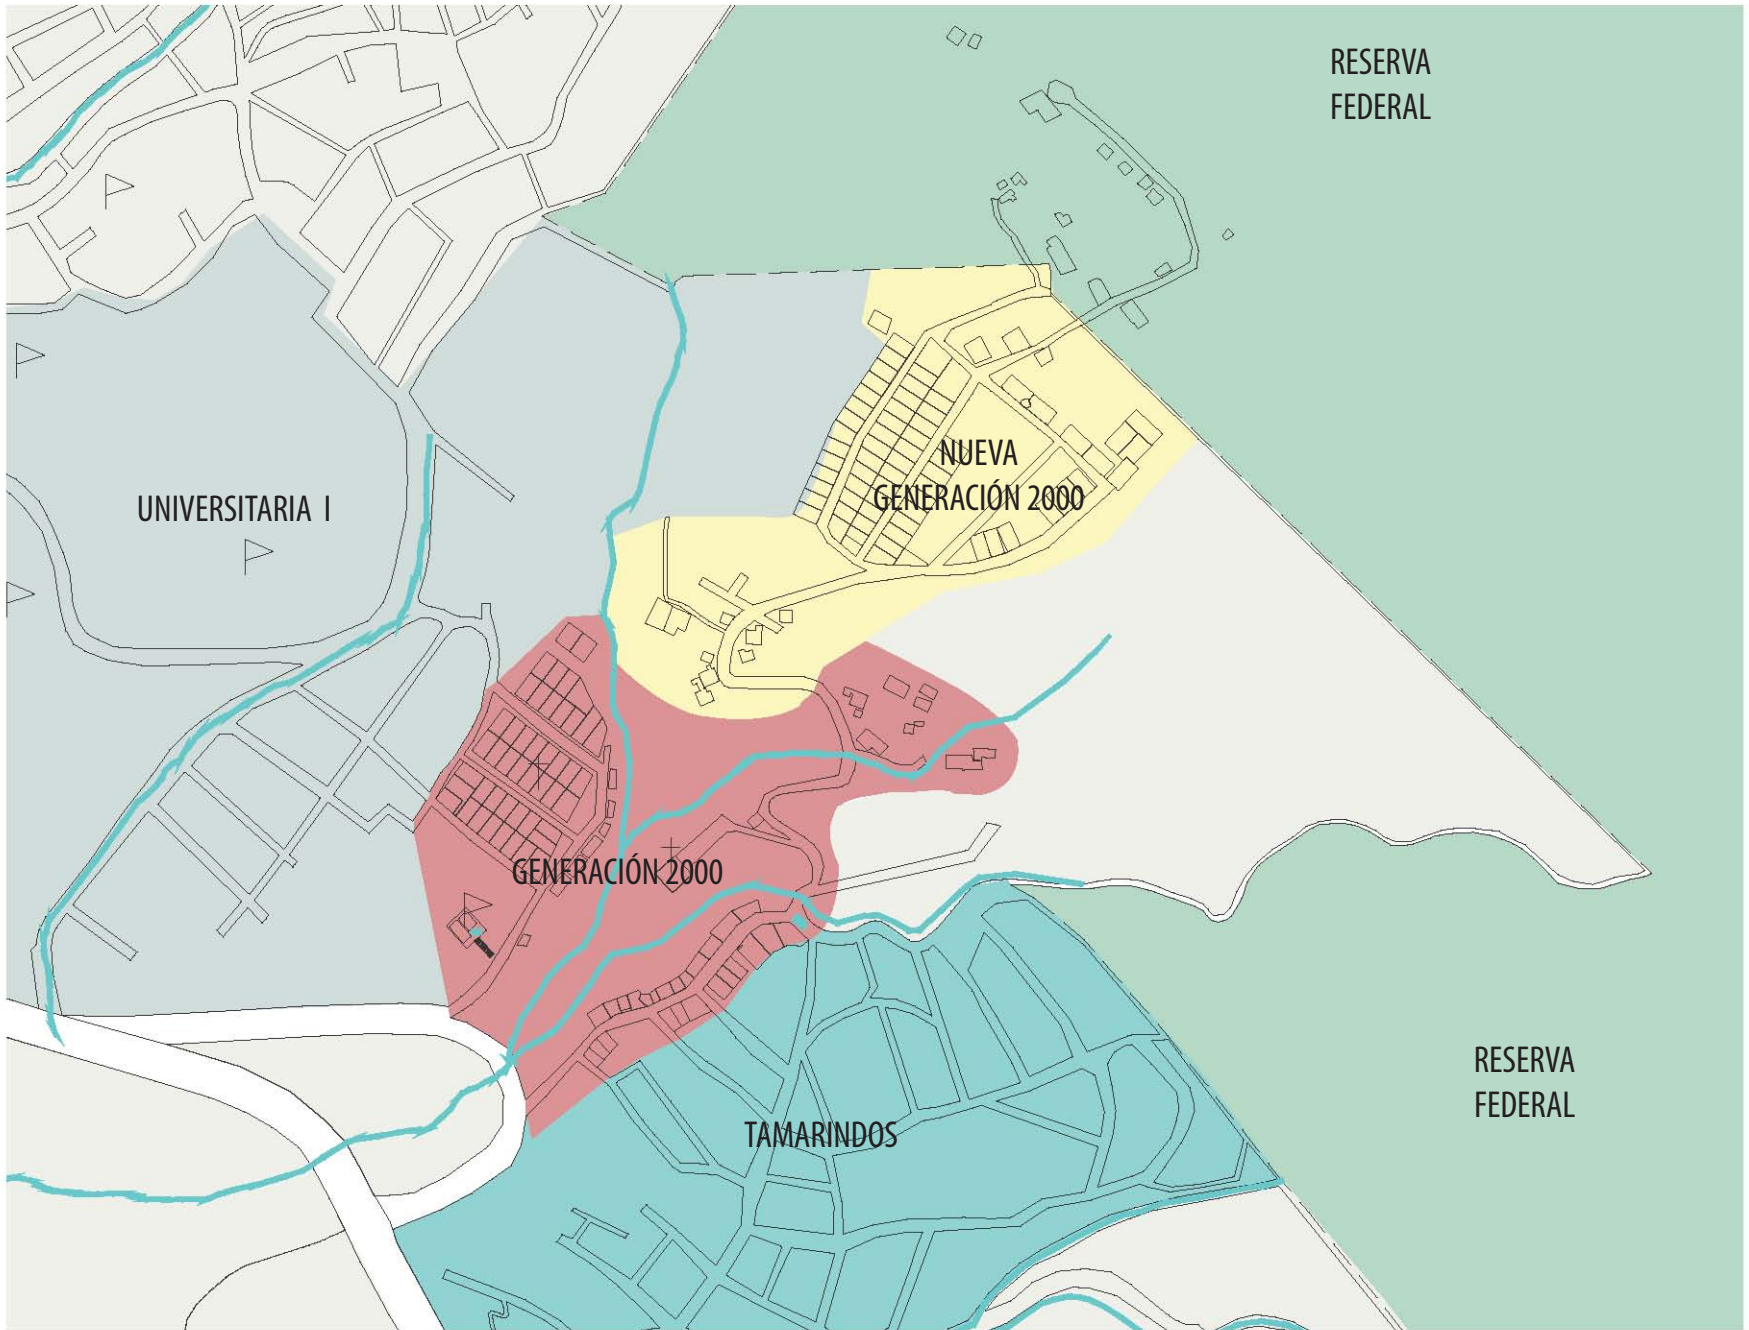 RESERVA
FEDERAL
NUEVA
GENERACIÓN 2000
UNIVERSITARIA I
GENERACIÓN 2000
RESERVA
FEDERAL
TAMARINDOS